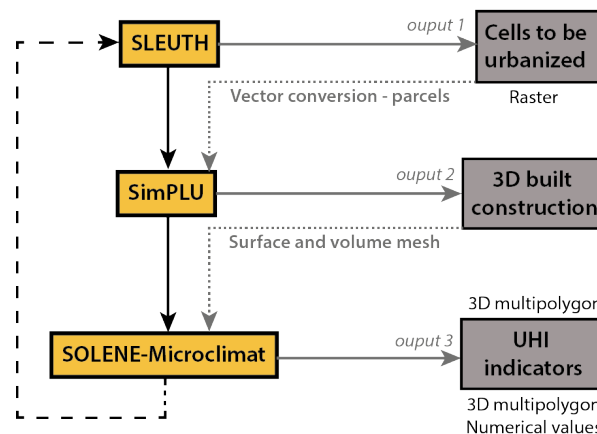 SLEUTH
ouput 1
Cells to be
urbanized
Raster
Vector conversion - parcels
SimPLU
ouput 2
3D built
construction
Surface and volume mesh
3D multipolygon
SOLENE-Microclimat
ouput 3
UHI
indicators
3D multipolygon
Numerical values